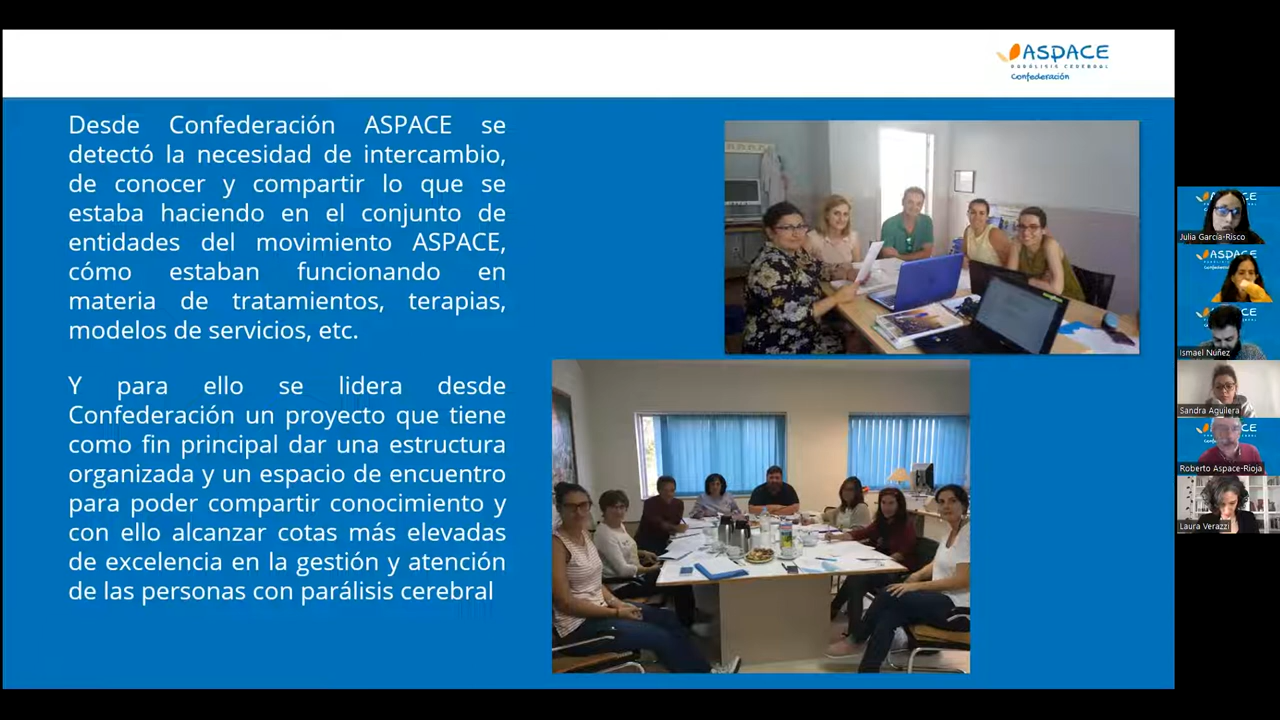 ASPACE
PARÁLISIS CEREBRAL
Confederación
Desde Confederación ASPACE se
detectó la necesidad de intercambio,
de conocer y compartir lo que se
estaba haciendo en el conjunto de
entidades del movimiento ASPACE,
cómo estaban funcionando en
materia de tratamientos, terapias,
modelos de servicios, etc.
Y para ello se lidera desde
Confederación un proyecto que tiene
como fin principal dar una estructura
organizada y un espacio de encuentro
para poder compartir conocimiento y
con ello alcanzar cotas más elevadas
de excelencia en la gestión y atención
de las personas con parálisis cerebral
Julia García-Risco
Ismael Núñez
Sandra Aguilera
Roberto Aspace-Rioja
Laura Verazzi